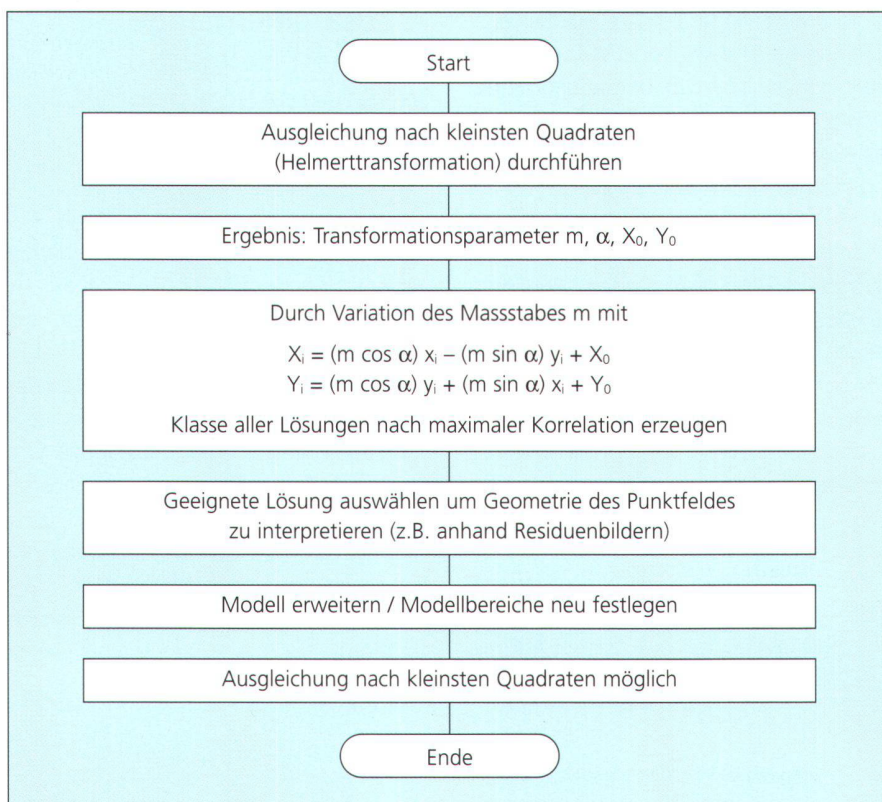 Start
Ausgleichung nach kleinsten Quadraten
(Helmerttransformation) durchführen
Ergebnis: Transformationsparameter m, α, X₀, Y₀
Durch Variation des Massstabes m mit
Xᵢ = (m cos α) xᵢ – (m sin α) yᵢ + X₀
Yᵢ = (m cos α) yᵢ + (m sin α) xᵢ + Y₀
Klasse aller Lösungen nach maximaler Korrelation erzeugen
Geeignete Lösung auswählen um Geometrie des Punktfeldes
zu interpretieren (z.B. anhand Residuenbildern)
Modell erweitern / Modellbereiche neu festlegen
Ausgleichung nach kleinsten Quadraten möglich
Ende